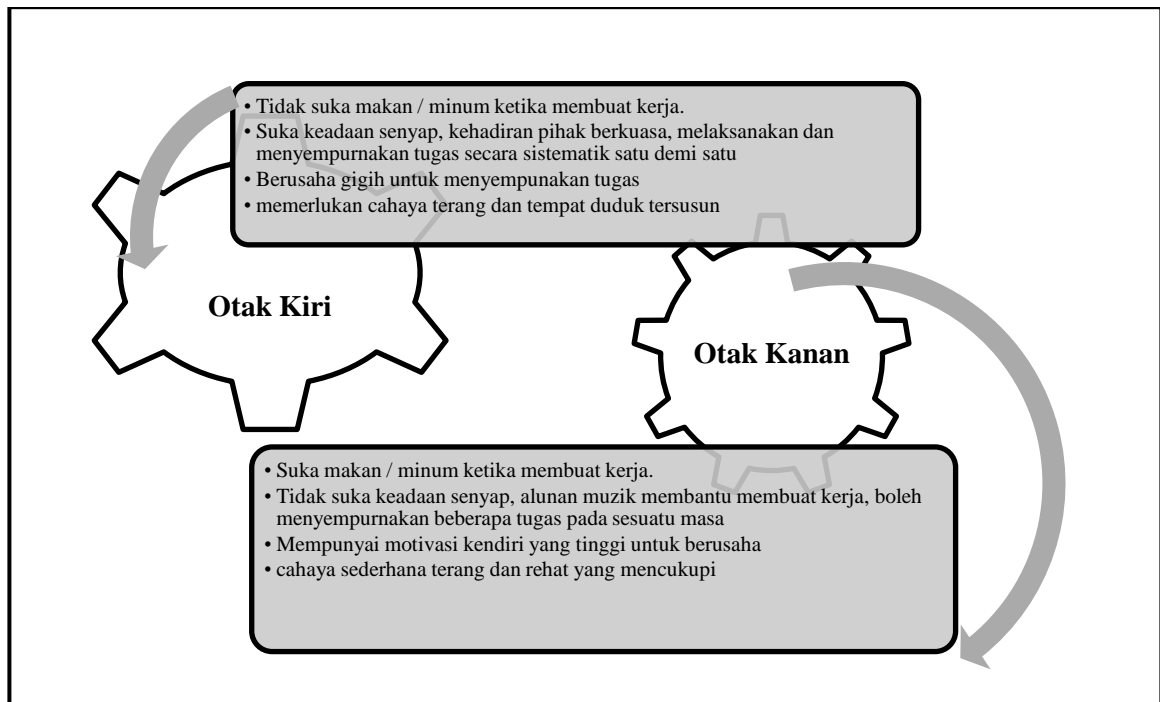 • Tidak suka makan / minum ketika membuat kerja.
• Suka keadaan senyap, kehadiran pihak berkuasa, melaksanakan dan
menyempurnakan tugas secara sistematik satu demi satu
• Berusaha gigih untuk menyempunakan tugas
• memerlukan cahaya terang dan tempat duduk tersusun
Otak Kiri
Otak Kanan
• Suka makan / minum ketika membuat kerja.
• Tidak suka keadaan senyap, alunan muzik membantu membuat kerja, boleh
menyempurnakan beberapa tugas pada sesuatu masa
• Mempunyai motivasi kendiri yang tinggi untuk berusaha
• cahaya sederhana terang dan rehat yang mencukupi